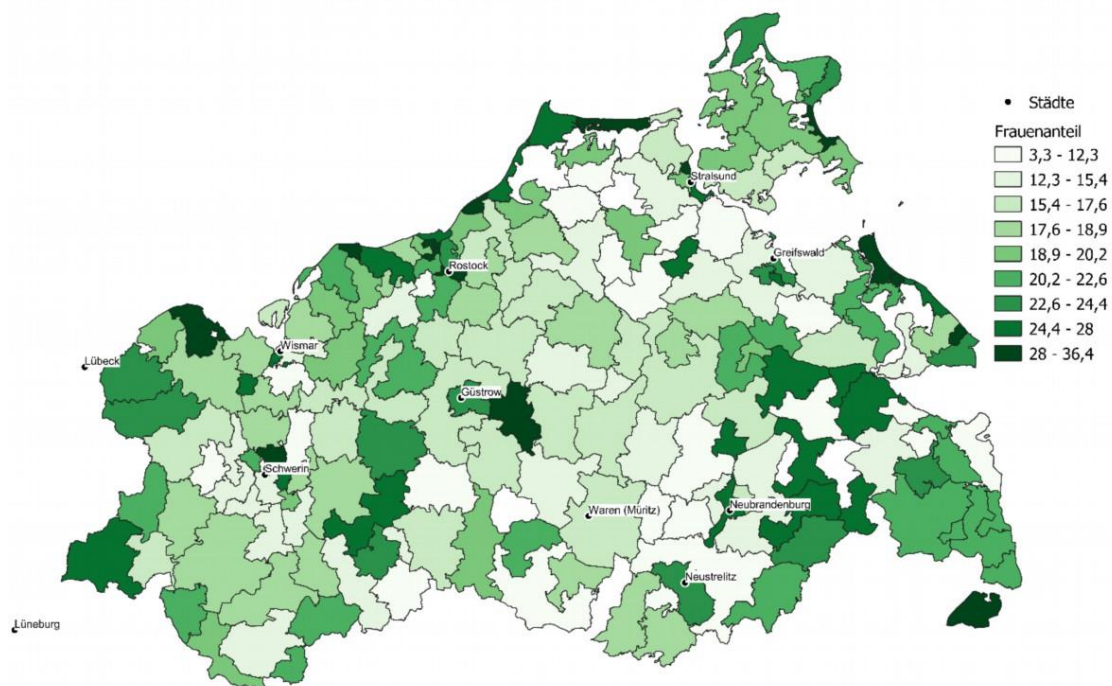 Städte
Frauenanteil
3,3 - 12,3
12,3 - 15,4
15,4 - 17,6
17,6 - 18,9
18,9 - 20,2
20,2 - 22,6
22,6 - 24,4
24,4 - 28
28 - 36,4
Stralsund
Greifswald
Rostock
Wismar
Lübeck
Güstrow
Schwerin
Waren (Müritz)
Neubrandenburg
Neustrelitz
Lüneburg